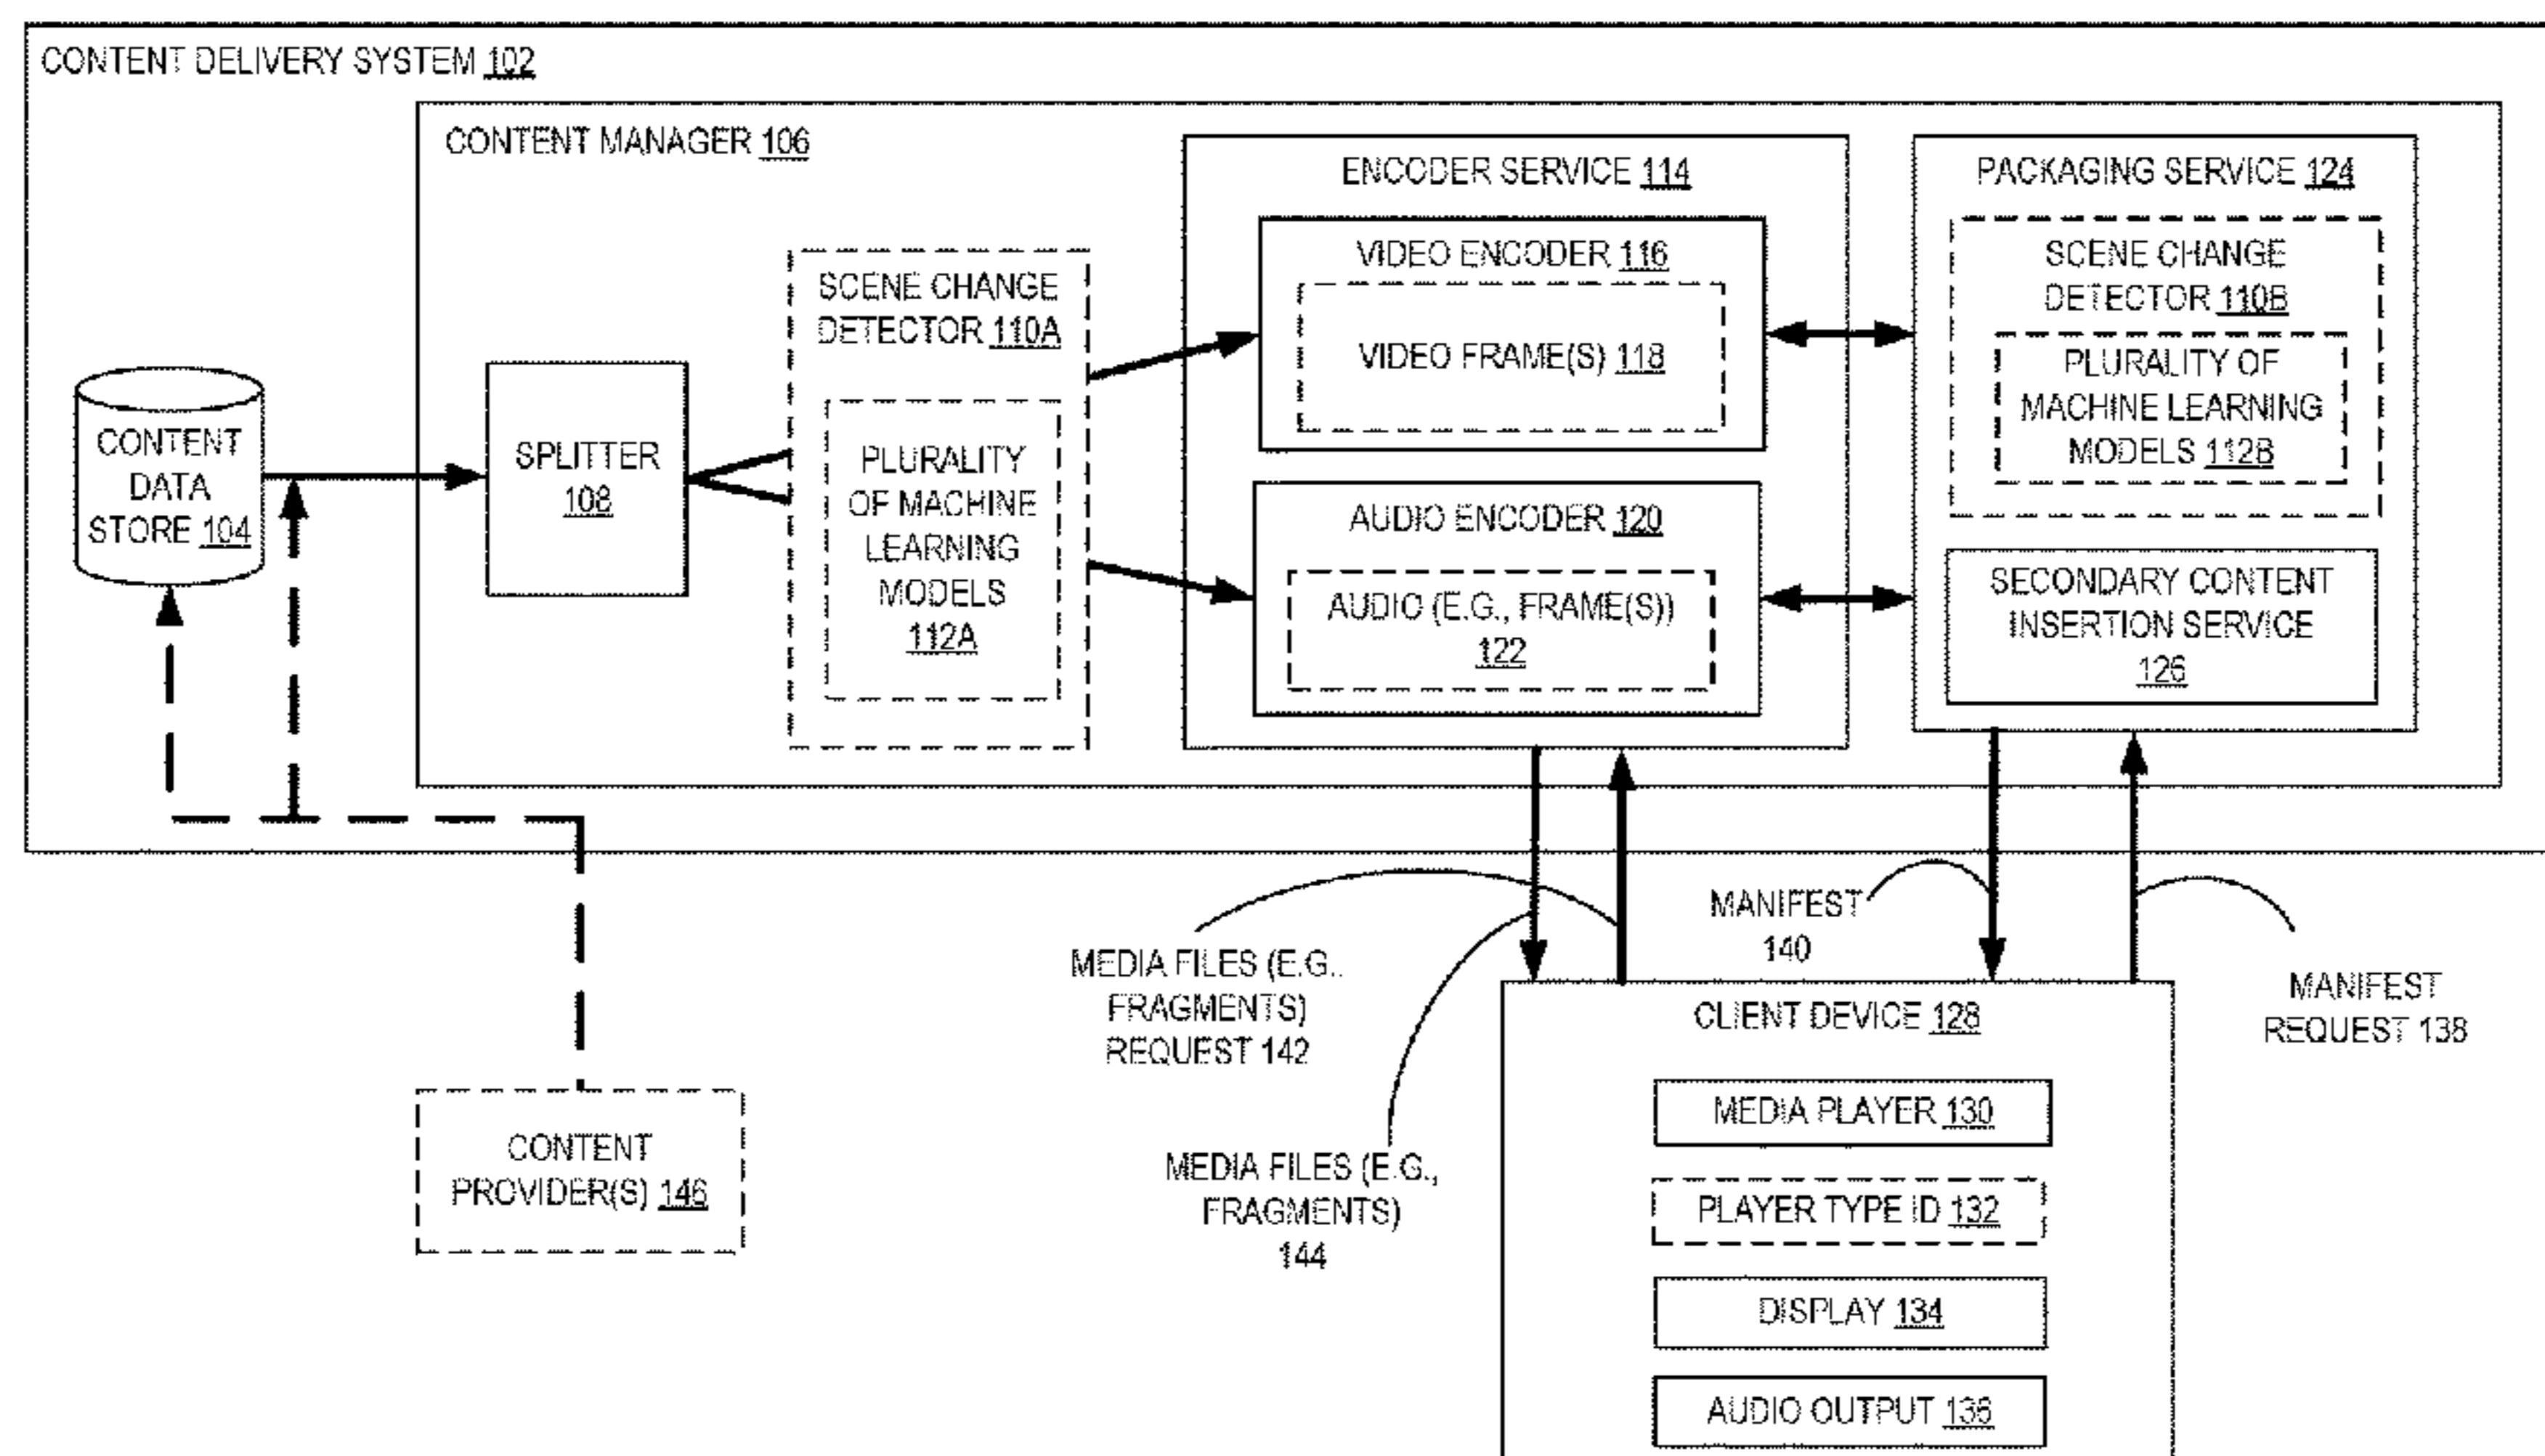 CONTENT DELIVERY SYSTEM 102
CONTENT MANAGER 106
CONTENT
DATA
STORE 104
SPLITTER
108
SCENE CHANGE
DETECTOR 110A
PLURALITY
OF MACHINE
LEARNING
MODELS
112A
ENCODER SERVICE 114
VIDEO ENCODER 116
VIDEO FRAME(S) 118
AUDIO ENCODER 120
AUDIO (E.G., FRAME(S))
122
PACKAGING SERVICE 124
SCENE CHANGE
DETECTOR 110B
PLURALITY OF
MACHINE LEARNING
MODELS 112B
SECONDARY CONTENT
INSERTION SERVICE
126
MEDIA FILES (E.G.,
FRAGMENTS)
REQUEST 142
MANIFEST
140
MANIFEST
REQUEST 138
MEDIA FILES (E.G.,
FRAGMENTS)
144
CONTENT
PROVIDER(S) 146
CLIENT DEVICE 128
MEDIA PLAYER 130
PLAYER TYPE ID 132
DISPLAY 134
AUDIO OUTPUT 136